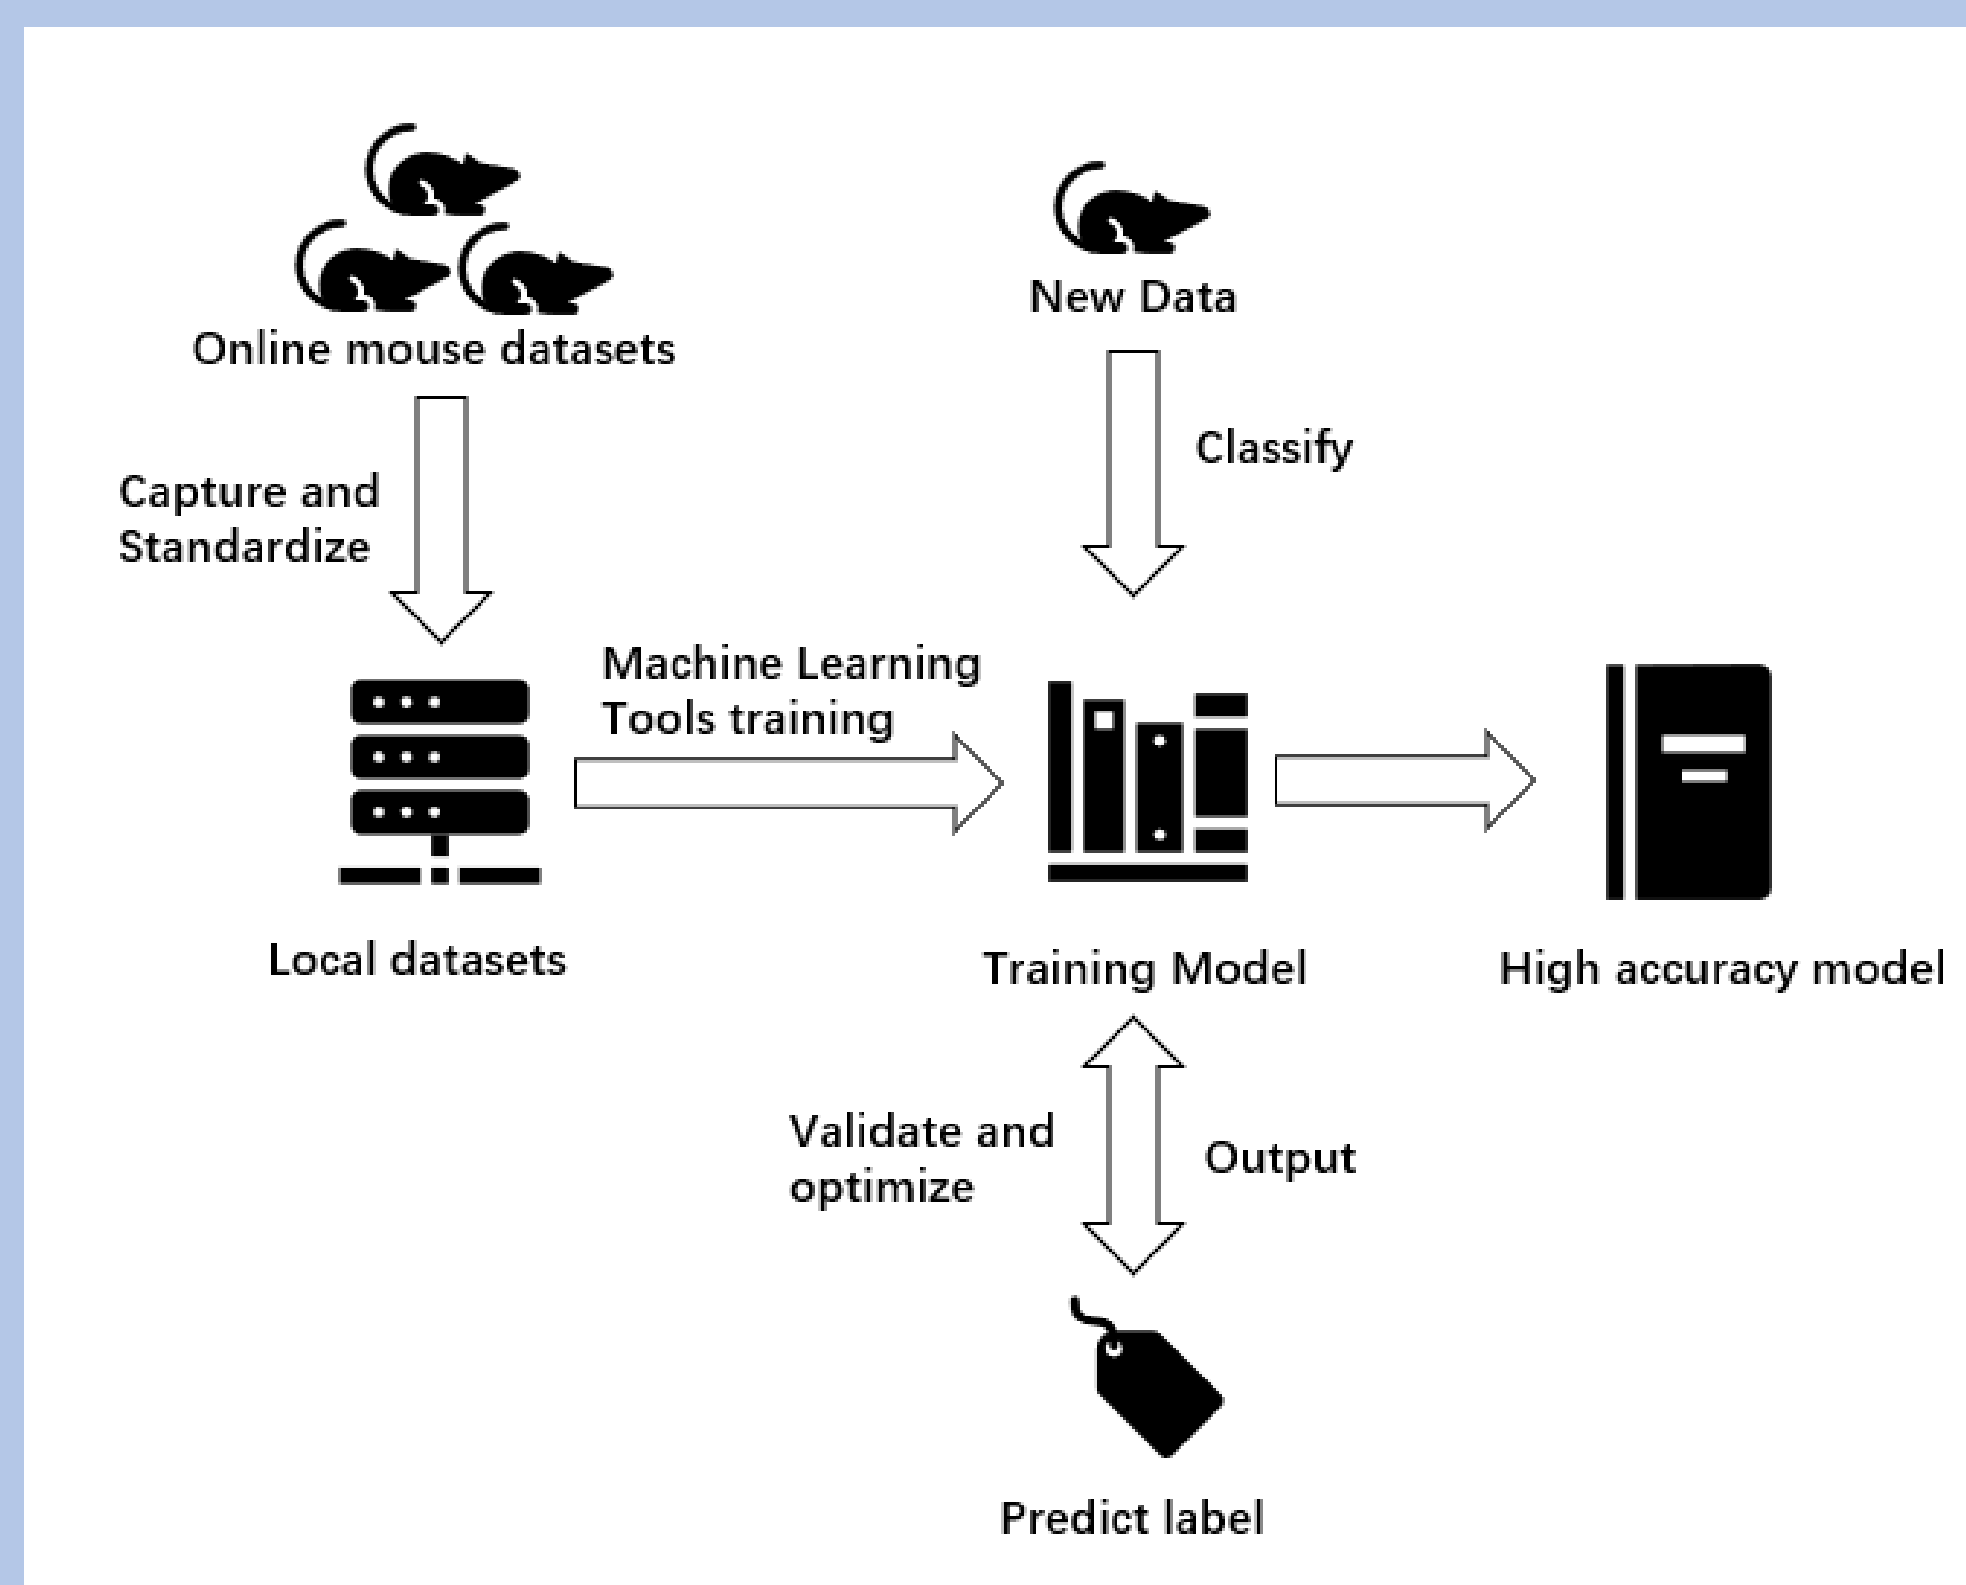 Online mouse datasets
New Data
Capture and
Standardize
Classify
Machine Learning
Tools training
Local datasets
Training Model
High accuracy model
Validate and
optimize
Output
Predict label